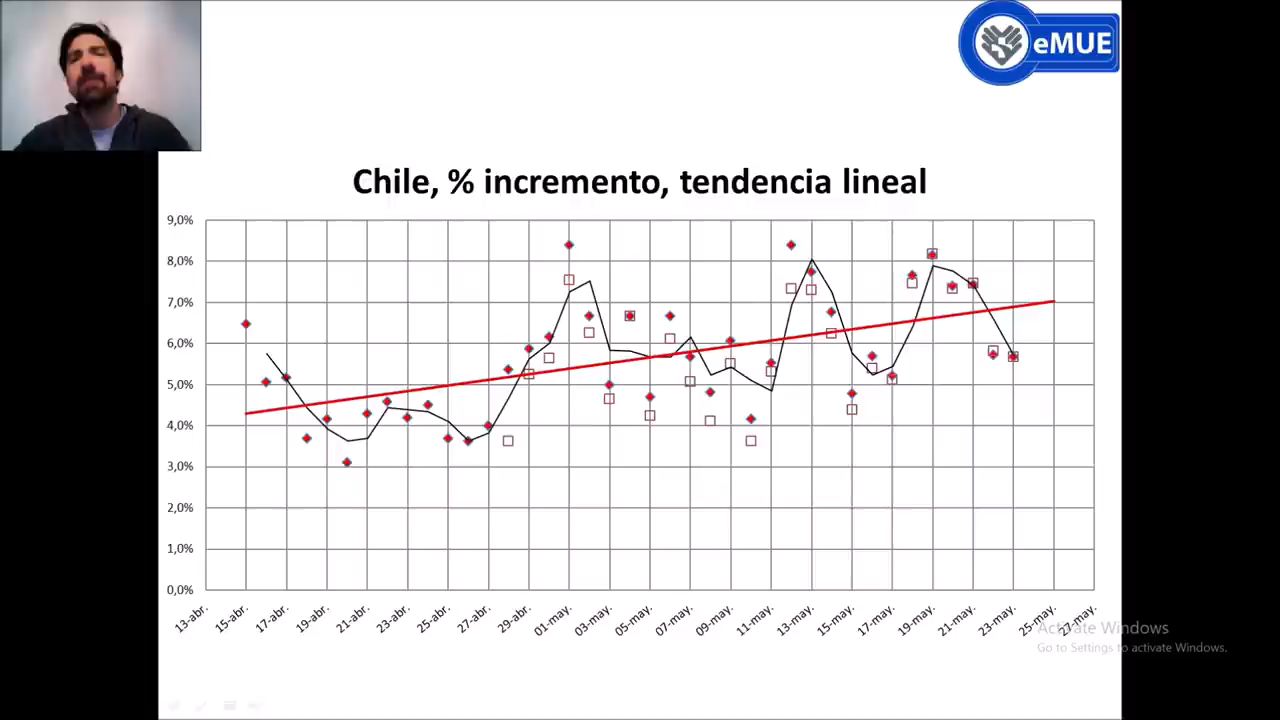 eMUE
Chile, % incremento, tendencia lineal
9,0%
8,0%
7,0%
6,0%
5,0%
4,0%
3,0%
2,0%
1,0%
0,0%
13-abr.
15-abr.
17-abr.
19-abr.
21-abr.
23-abr.
25-abr.
27-abr.
29-abr.
01-may.
03-may.
05-may.
07-may.
09-may.
11-may.
13-may.
15-may.
17-may.
19-may.
21-may.
23-may.
25-may.
27-may.
Activate Windows
Go to Settings to activate Windows.